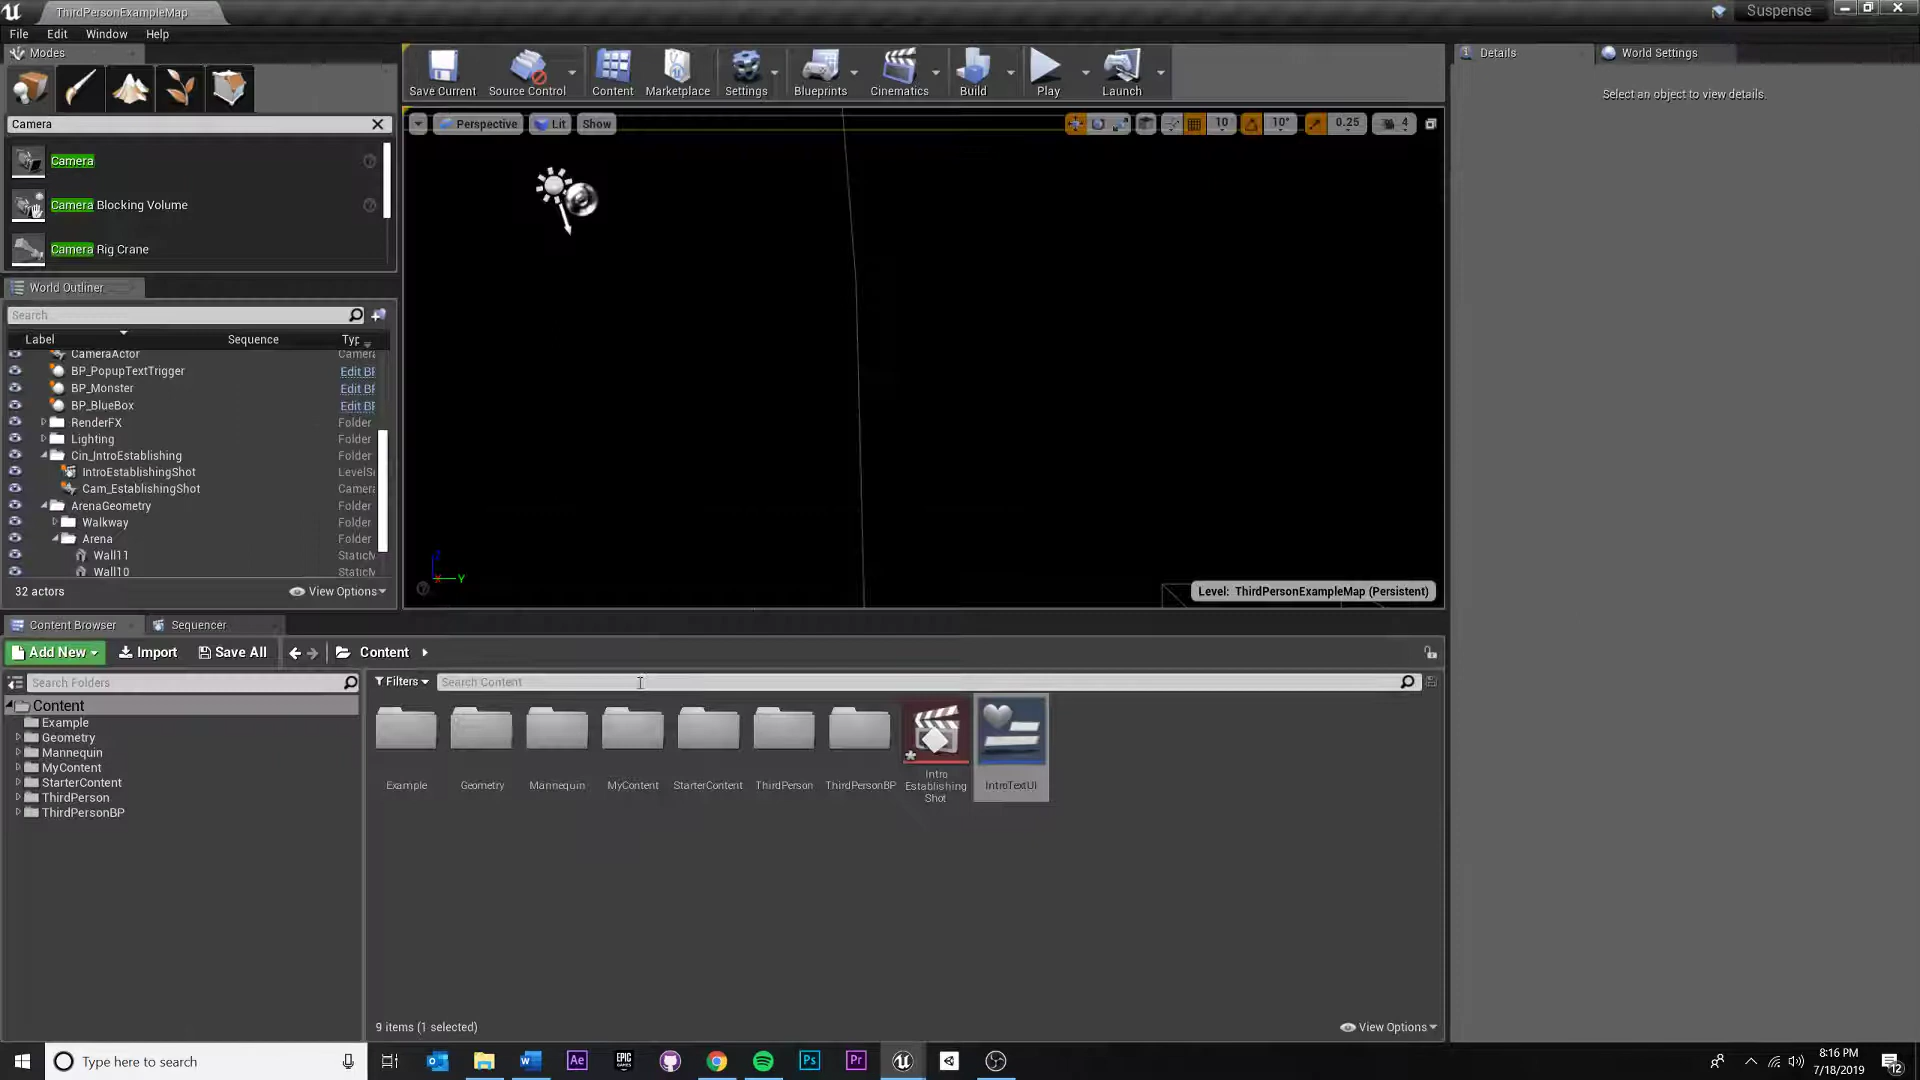 ThirdPersonExampleMap
Suspense
File Edit Window Help
Modes
Save Current Source Control Content Marketplace Settings Blueprints Cinematics Build Play Launch
Details World Settings
Select an object to view details.
Camera
Perspective Lit Show
10 10° 0.25 4
Camera
Camera Blocking Volume
Camera Rig Crane
World Outliner
Search
Label Sequence Typ
CameraActor Camera
BP_PopupTextTrigger Edit BP
BP_Monster Edit BP
BP_BlueBox Edit BP
RenderFX Folder
Lighting Folder
Cin_IntroEstablishing Folder
IntroEstablishingShot LevelSe
Cam_EstablishingShot Camera
ArenaGeometry Folder
Walkway Folder
Arena Folder
Wall11 StaticM
Wall10 StaticM
32 actors View Options
Z
X Y
Level: ThirdPersonExampleMap (Persistent)
Content Browser Sequencer
Add New Import Save All Content
Search Folders
Filters Search Content
Content
Example
Geometry
Mannequin
MyContent
StarterContent
ThirdPerson
ThirdPersonBP
Example Geometry Mannequin MyContent StarterContent ThirdPerson ThirdPersonBP Intro Establishing Shot IntroTextUI
9 items (1 selected) View Options
Type here to search
Ae EPIC GAMES Ps Pr
8:16 PM
7/18/2019
12